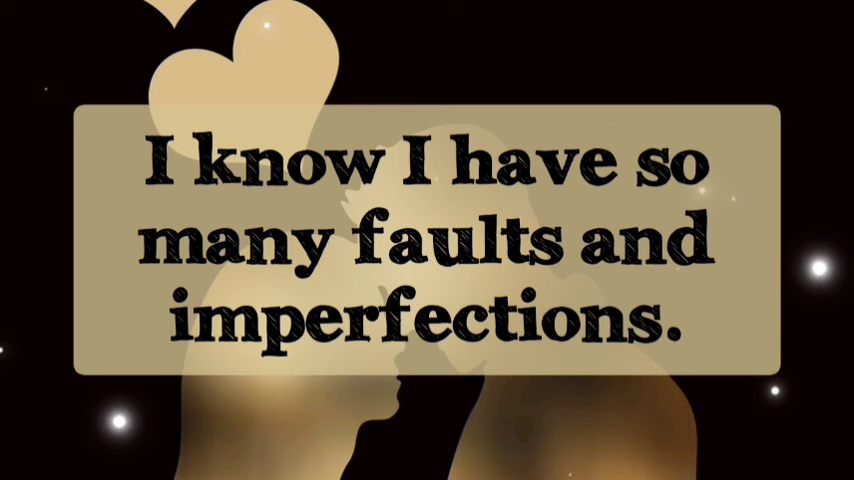 I know I have so
many faults and
imperfections.